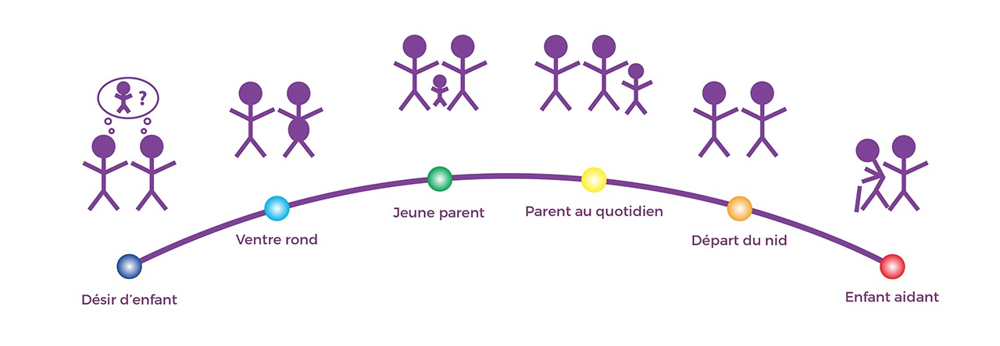 ?
Désir d'enfant
Ventre rond
Jeune parent
Parent au quotidien
Départ du nid
Enfant aidant